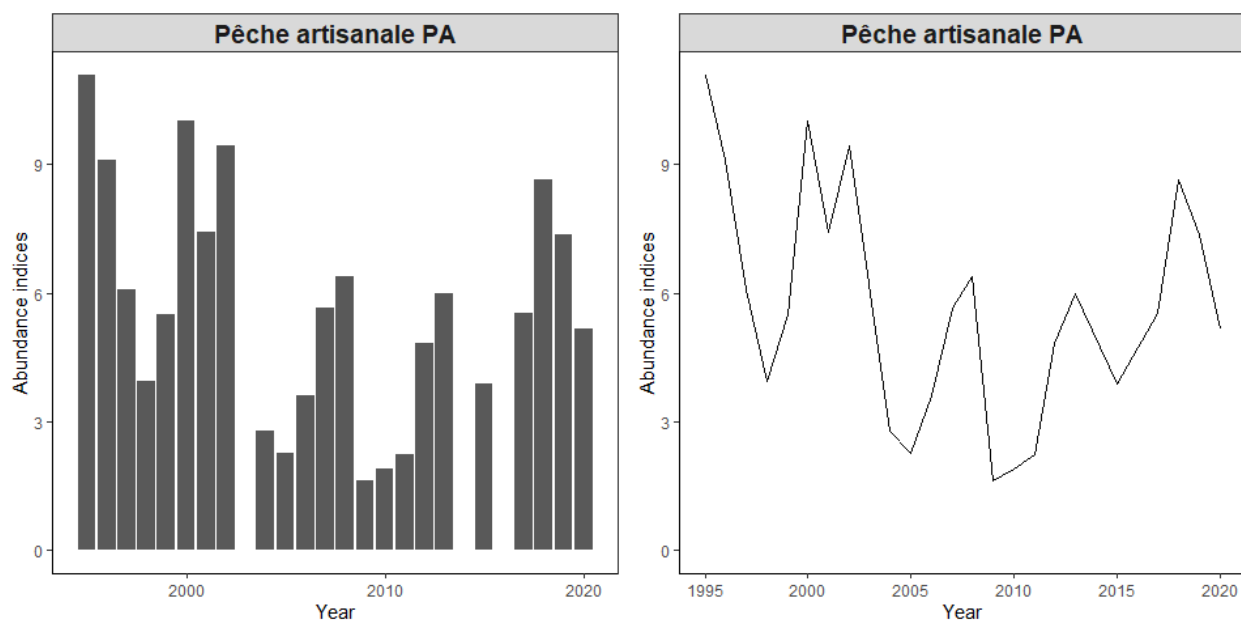 Pêche artisanale PA
Abundance indices
9
6
3
0
2000 2010 2020
Year
Pêche artisanale PA
Abundance indices
9
6
3
0
1995 2000 2005 2010 2015 2020
Year